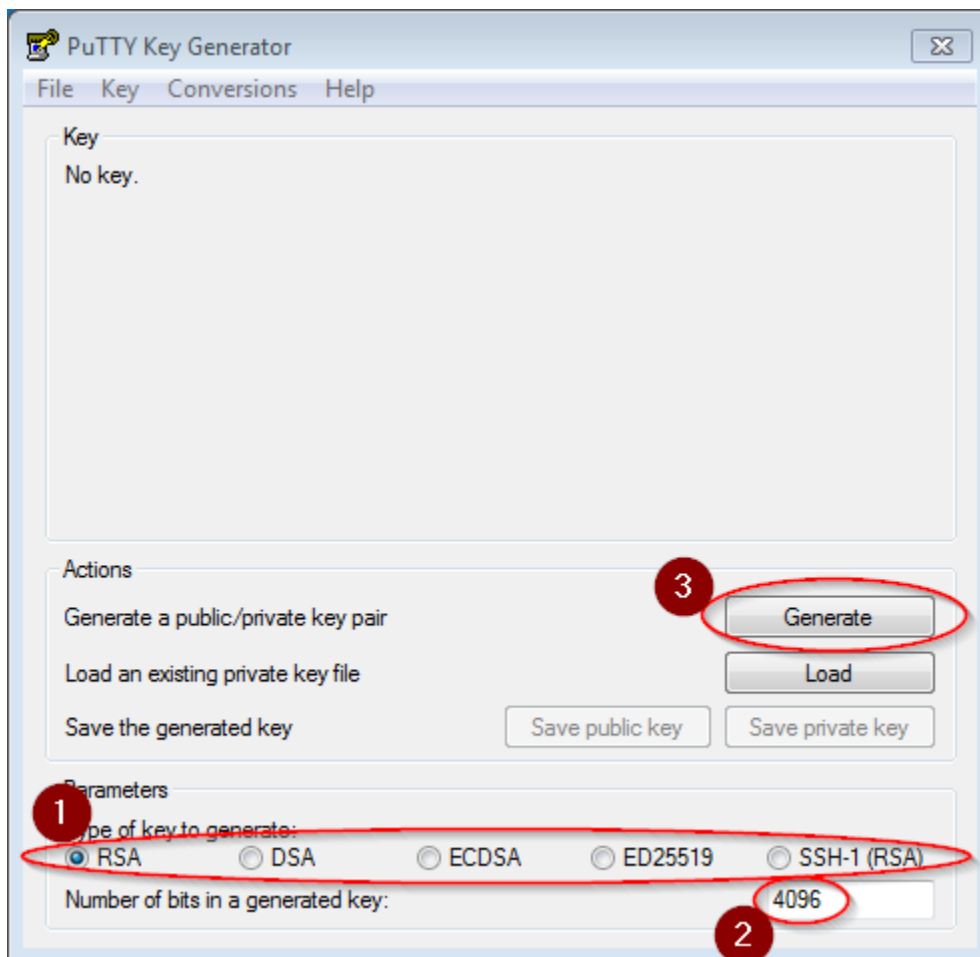 PuTTY Key Generator
File Key Conversions Help
Key
No key.
Actions
3
Generate a public/private key pair Generate
Load an existing private key file Load
Save the generated key Save public key Save private key
Parameters
1
Type of key to generate:
RSA DSA ECDSA ED25519 SSH-1 (RSA)
Number of bits in a generated key: 4096
2